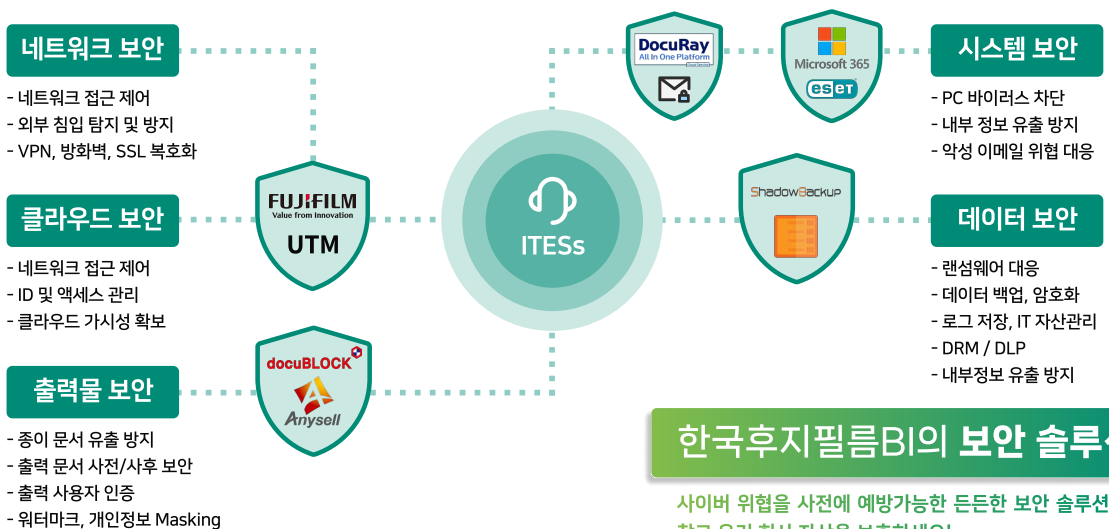 네트워크 보안
- 네트워크 접근 제어
- 외부 침입 탐지 및 방지
- VPN, 방화벽, SSL 복호화
클라우드 보안
- 네트워크 접근 제어
- ID 및 액세스 관리
- 클라우드 가시성 확보
출력물 보안
- 종이 문서 유출 방지
- 출력 문서 사전/사후 보안
- 출력 사용자 인증
- 워터마크, 개인정보 Masking
FUJIFILM
Value from Innovation
UTM
docuBLOCK
Anysell
ITESs
DocuRay
All In One Platform
Microsoft 365
eseT
ShadowBackup
시스템 보안
- PC 바이러스 차단
- 내부 정보 유출 방지
- 악성 이메일 위협 대응
데이터 보안
- 랜섬웨어 대응
- 데이터 백업, 암호화
- 로그 저장, IT 자산관리
- DRM / DLP
- 내부정보 유출 방지
한국후지필름BI의 보안
사이버 위협을 사전에 예방가능한 든든한 보안 솔루션